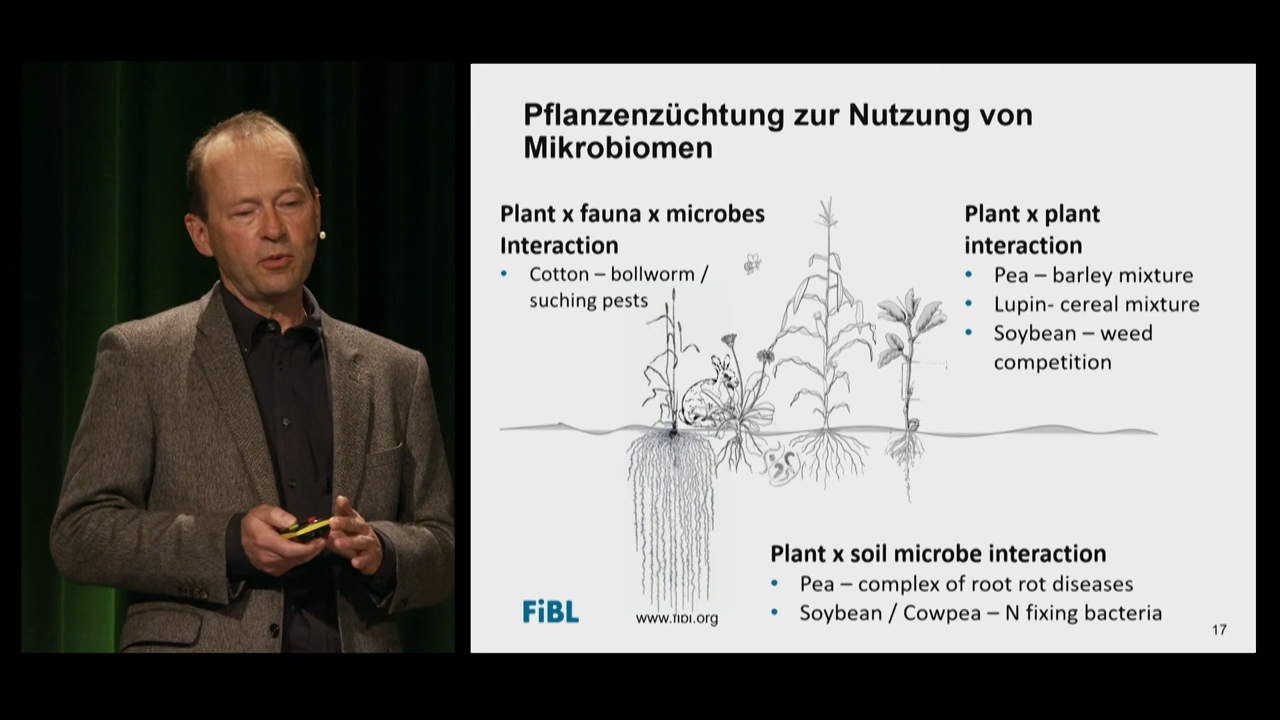 Pflanzenzüchtung zur Nutzung von
Mikrobiomen
Plant x fauna x microbes
Interaction
• Cotton – bollworm /
suching pests
Plant x plant
interaction
• Pea – barley mixture
• Lupin- cereal mixture
• Soybean – weed
competition
Plant x soil microbe interaction
• Pea – complex of root rot diseases
• Soybean / Cowpea – N fixing bacteria
FiBL
www.fibl.org
17